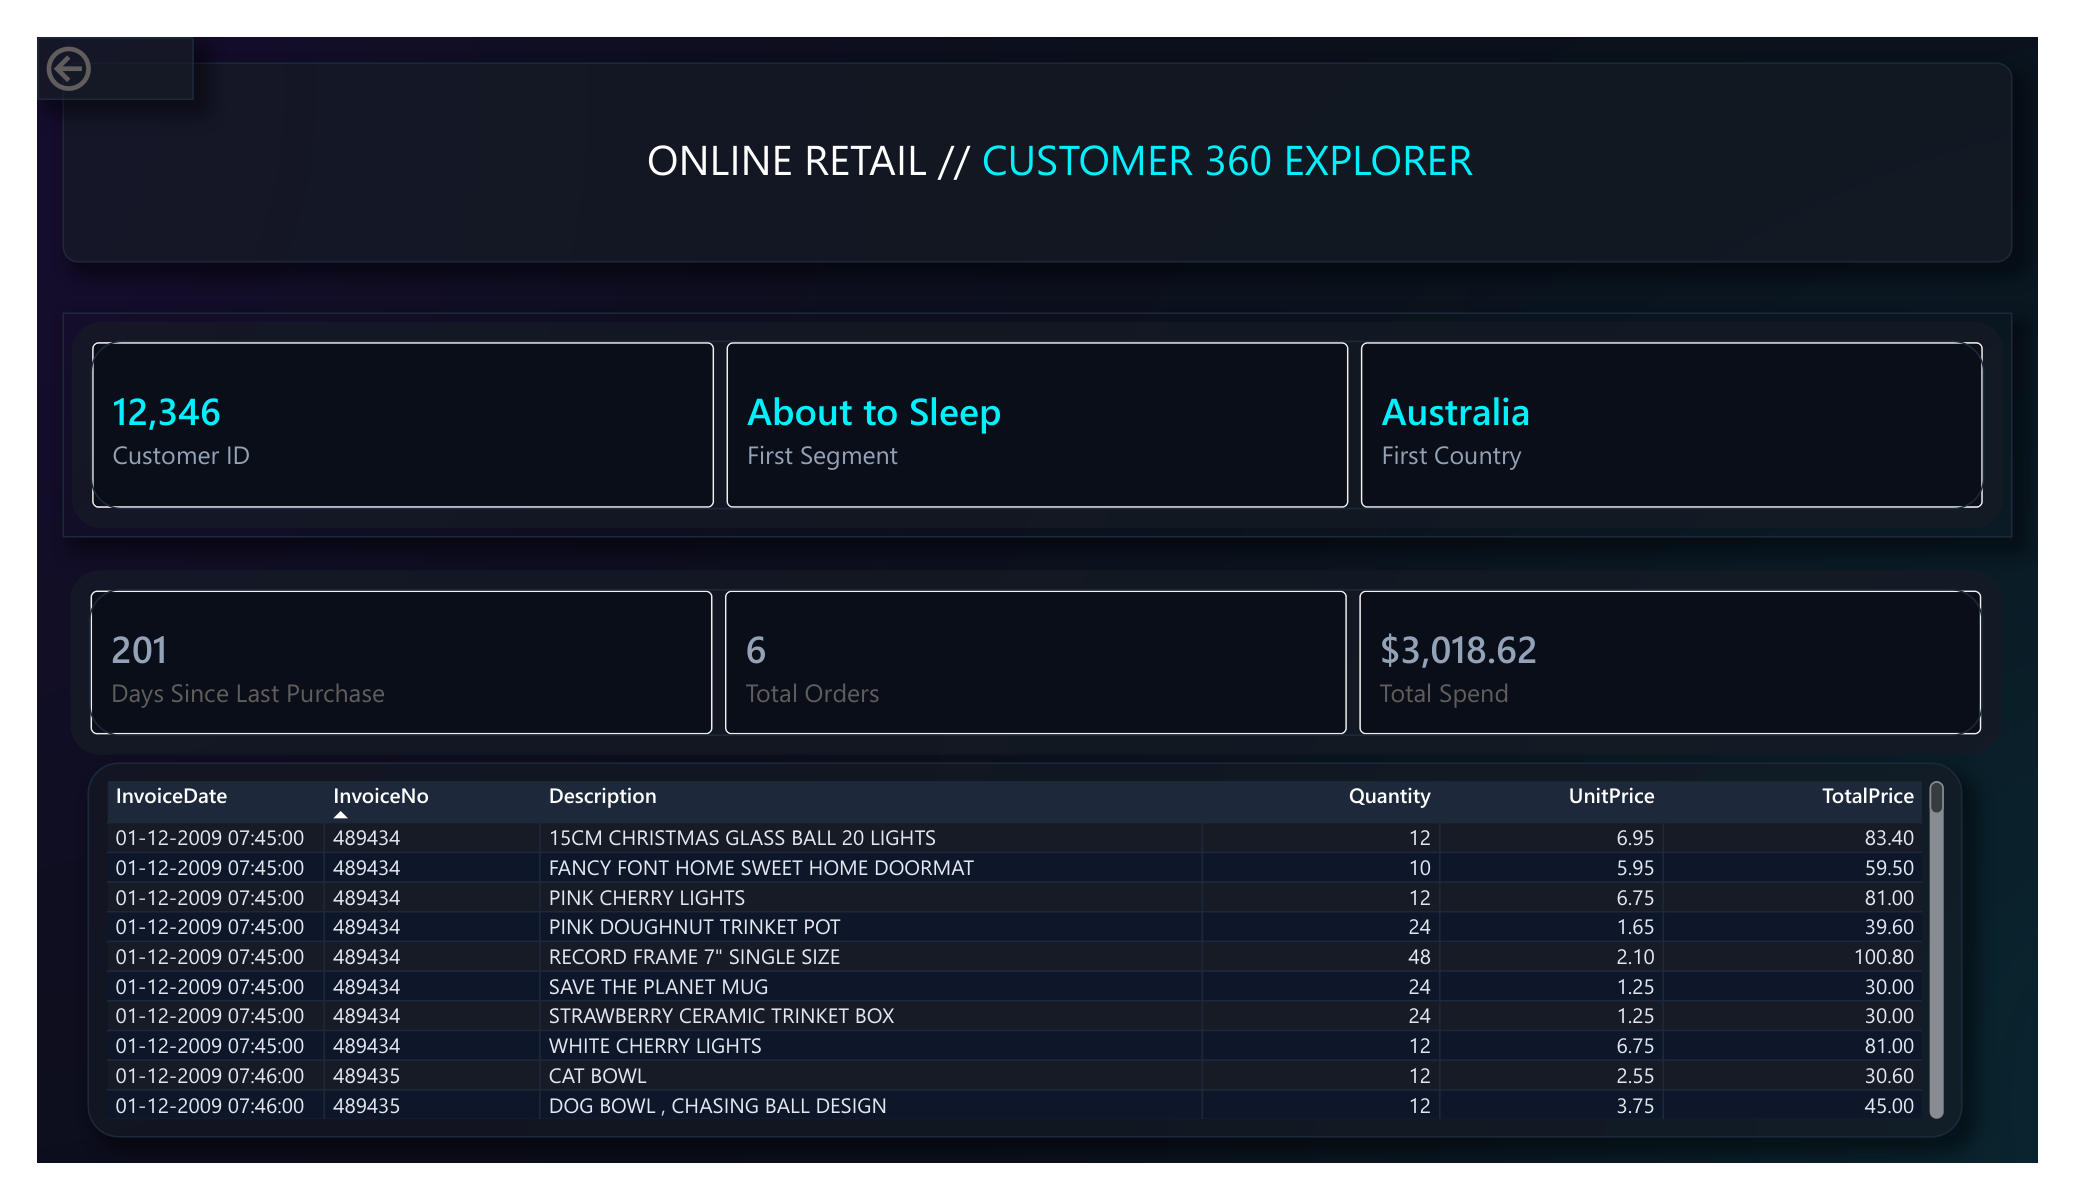 ONLINE RETAIL // CUSTOMER 360 EXPLORER
12,346 About to Sleep Australia
Customer ID First Segment First Country
201 6 $3,018.62
Days Since Last Purchase Total Orders Total Spend
InvoiceDate InvoiceNo Description Quantity UnitPrice TotalPrice
01-12-2009 07:45:00 489434 15CM CHRISTMAS GLASS BALL 20 LIGHTS 12 6.95 83.40
01-12-2009 07:45:00 489434 FANCY FONT HOME SWEET HOME DOORMAT 10 5.95 59.50
01-12-2009 07:45:00 489434 PINK CHERRY LIGHTS 12 6.75 81.00
01-12-2009 07:45:00 489434 PINK DOUGHNUT TRINKET POT 24 1.65 39.60
01-12-2009 07:45:00 489434 RECORD FRAME 7" SINGLE SIZE 48 2.10 100.80
01-12-2009 07:45:00 489434 SAVE THE PLANET MUG 24 1.25 30.00
01-12-2009 07:45:00 489434 STRAWBERRY CERAMIC TRINKET BOX 24 1.25 30.00
01-12-2009 07:45:00 489434 WHITE CHERRY LIGHTS 12 6.75 81.00
01-12-2009 07:46:00 489435 CAT BOWL 12 2.55 30.60
01-12-2009 07:46:00 489435 DOG BOWL , CHASING BALL DESIGN 12 3.75 45.00